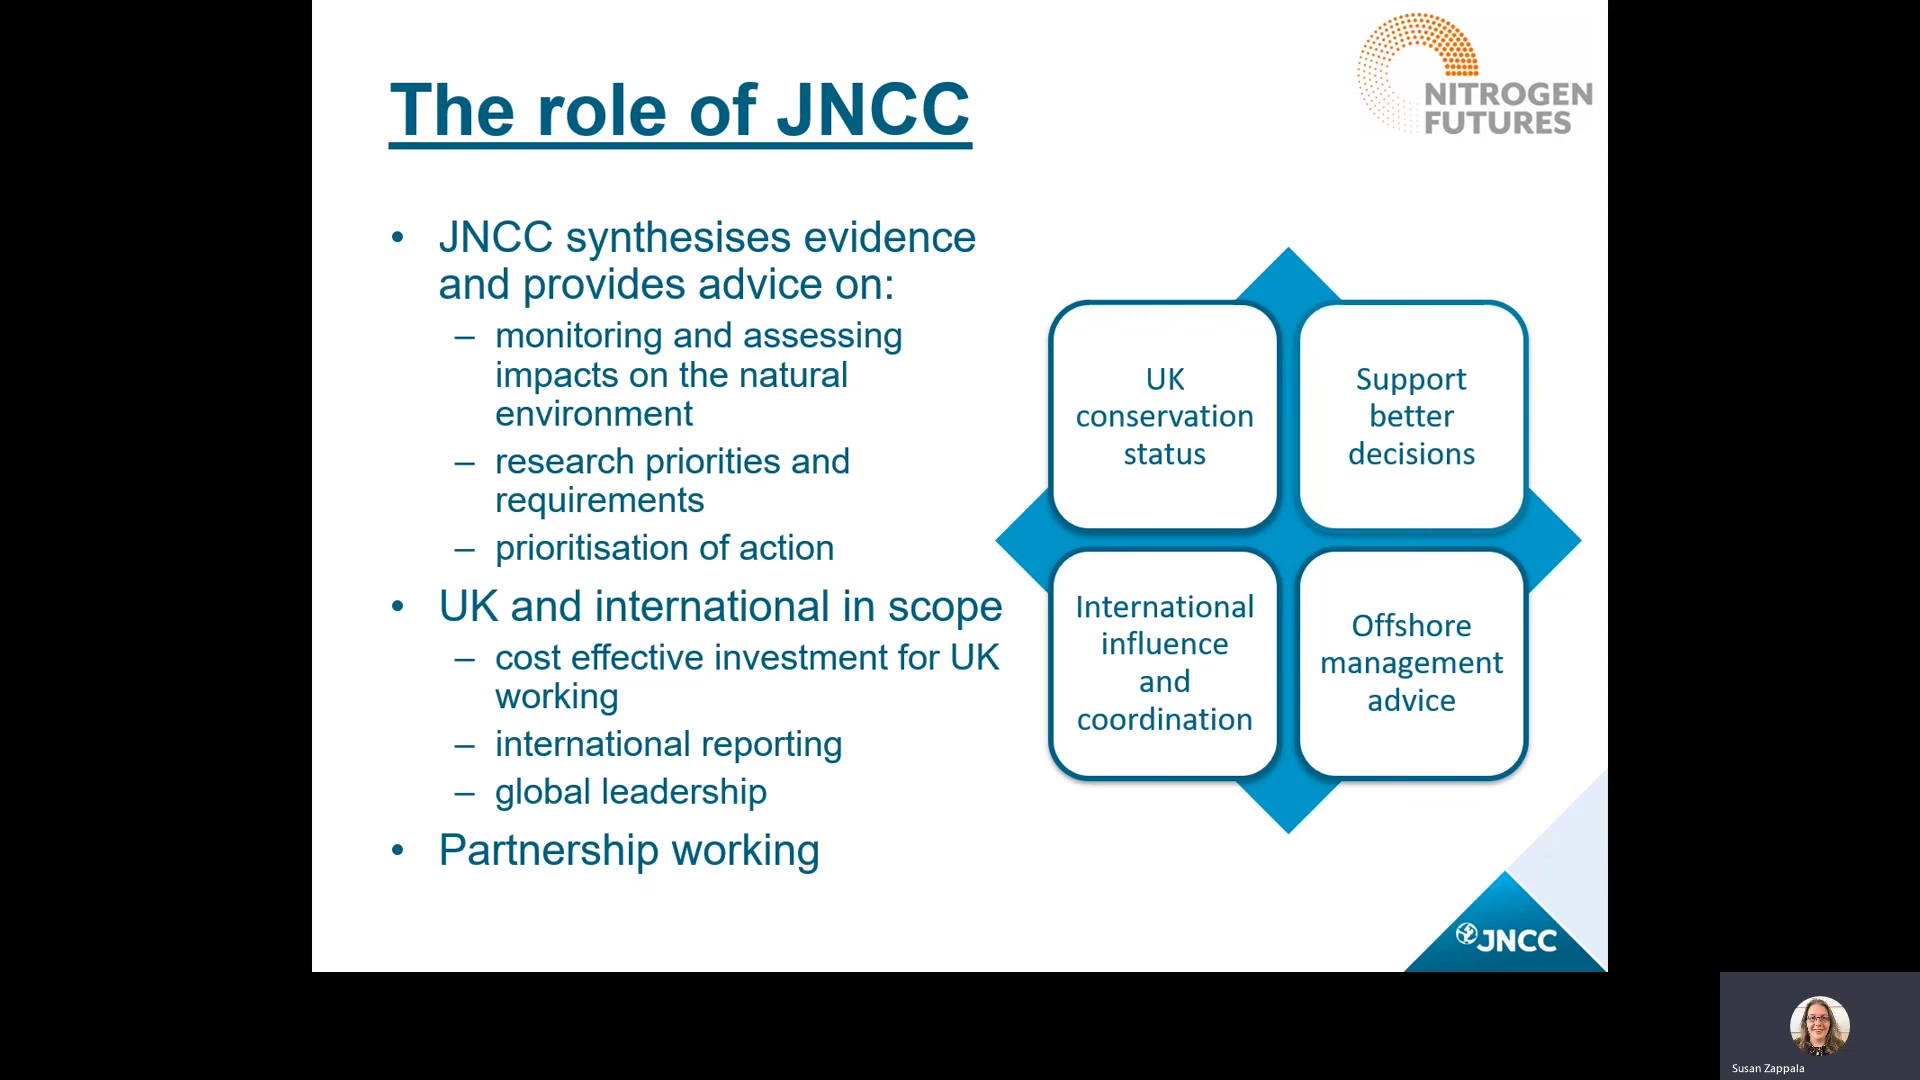 The role of JNCC
NITROGEN
FUTURES
• JNCC synthesises evidence
and provides advice on:
– monitoring and assessing
impacts on the natural
environment
– research priorities and
requirements
– prioritisation of action
• UK and international in scope
– cost effective investment for UK
working
– international reporting
– global leadership
• Partnership working
UK
conservation
status
Support
better
decisions
International
influence
and
coordination
Offshore
management
advice
JNCC
Susan Zappala